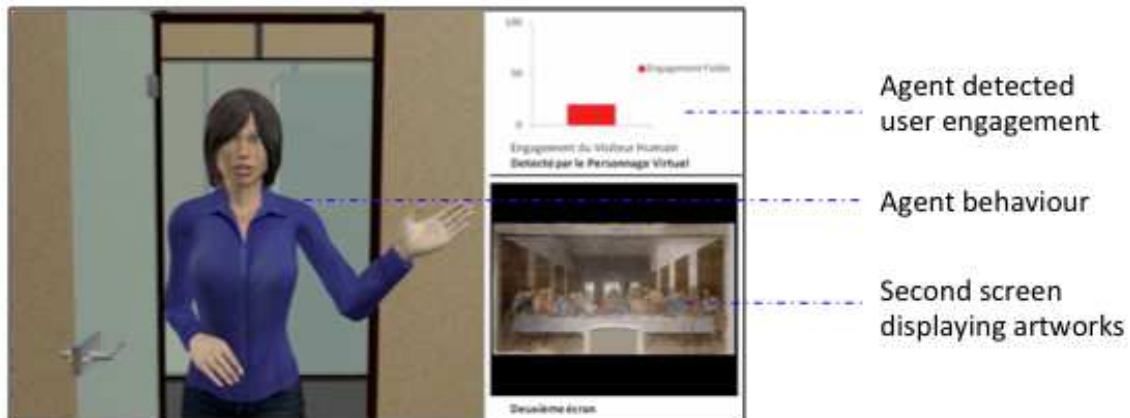 100
50
0
Engagement Faible
Engagement du Visiteur Humain
Detecté par le Personnage Virtuel
Deuxième écran
Agent detected
user engagement
Agent behaviour
Second screen
displaying artworks